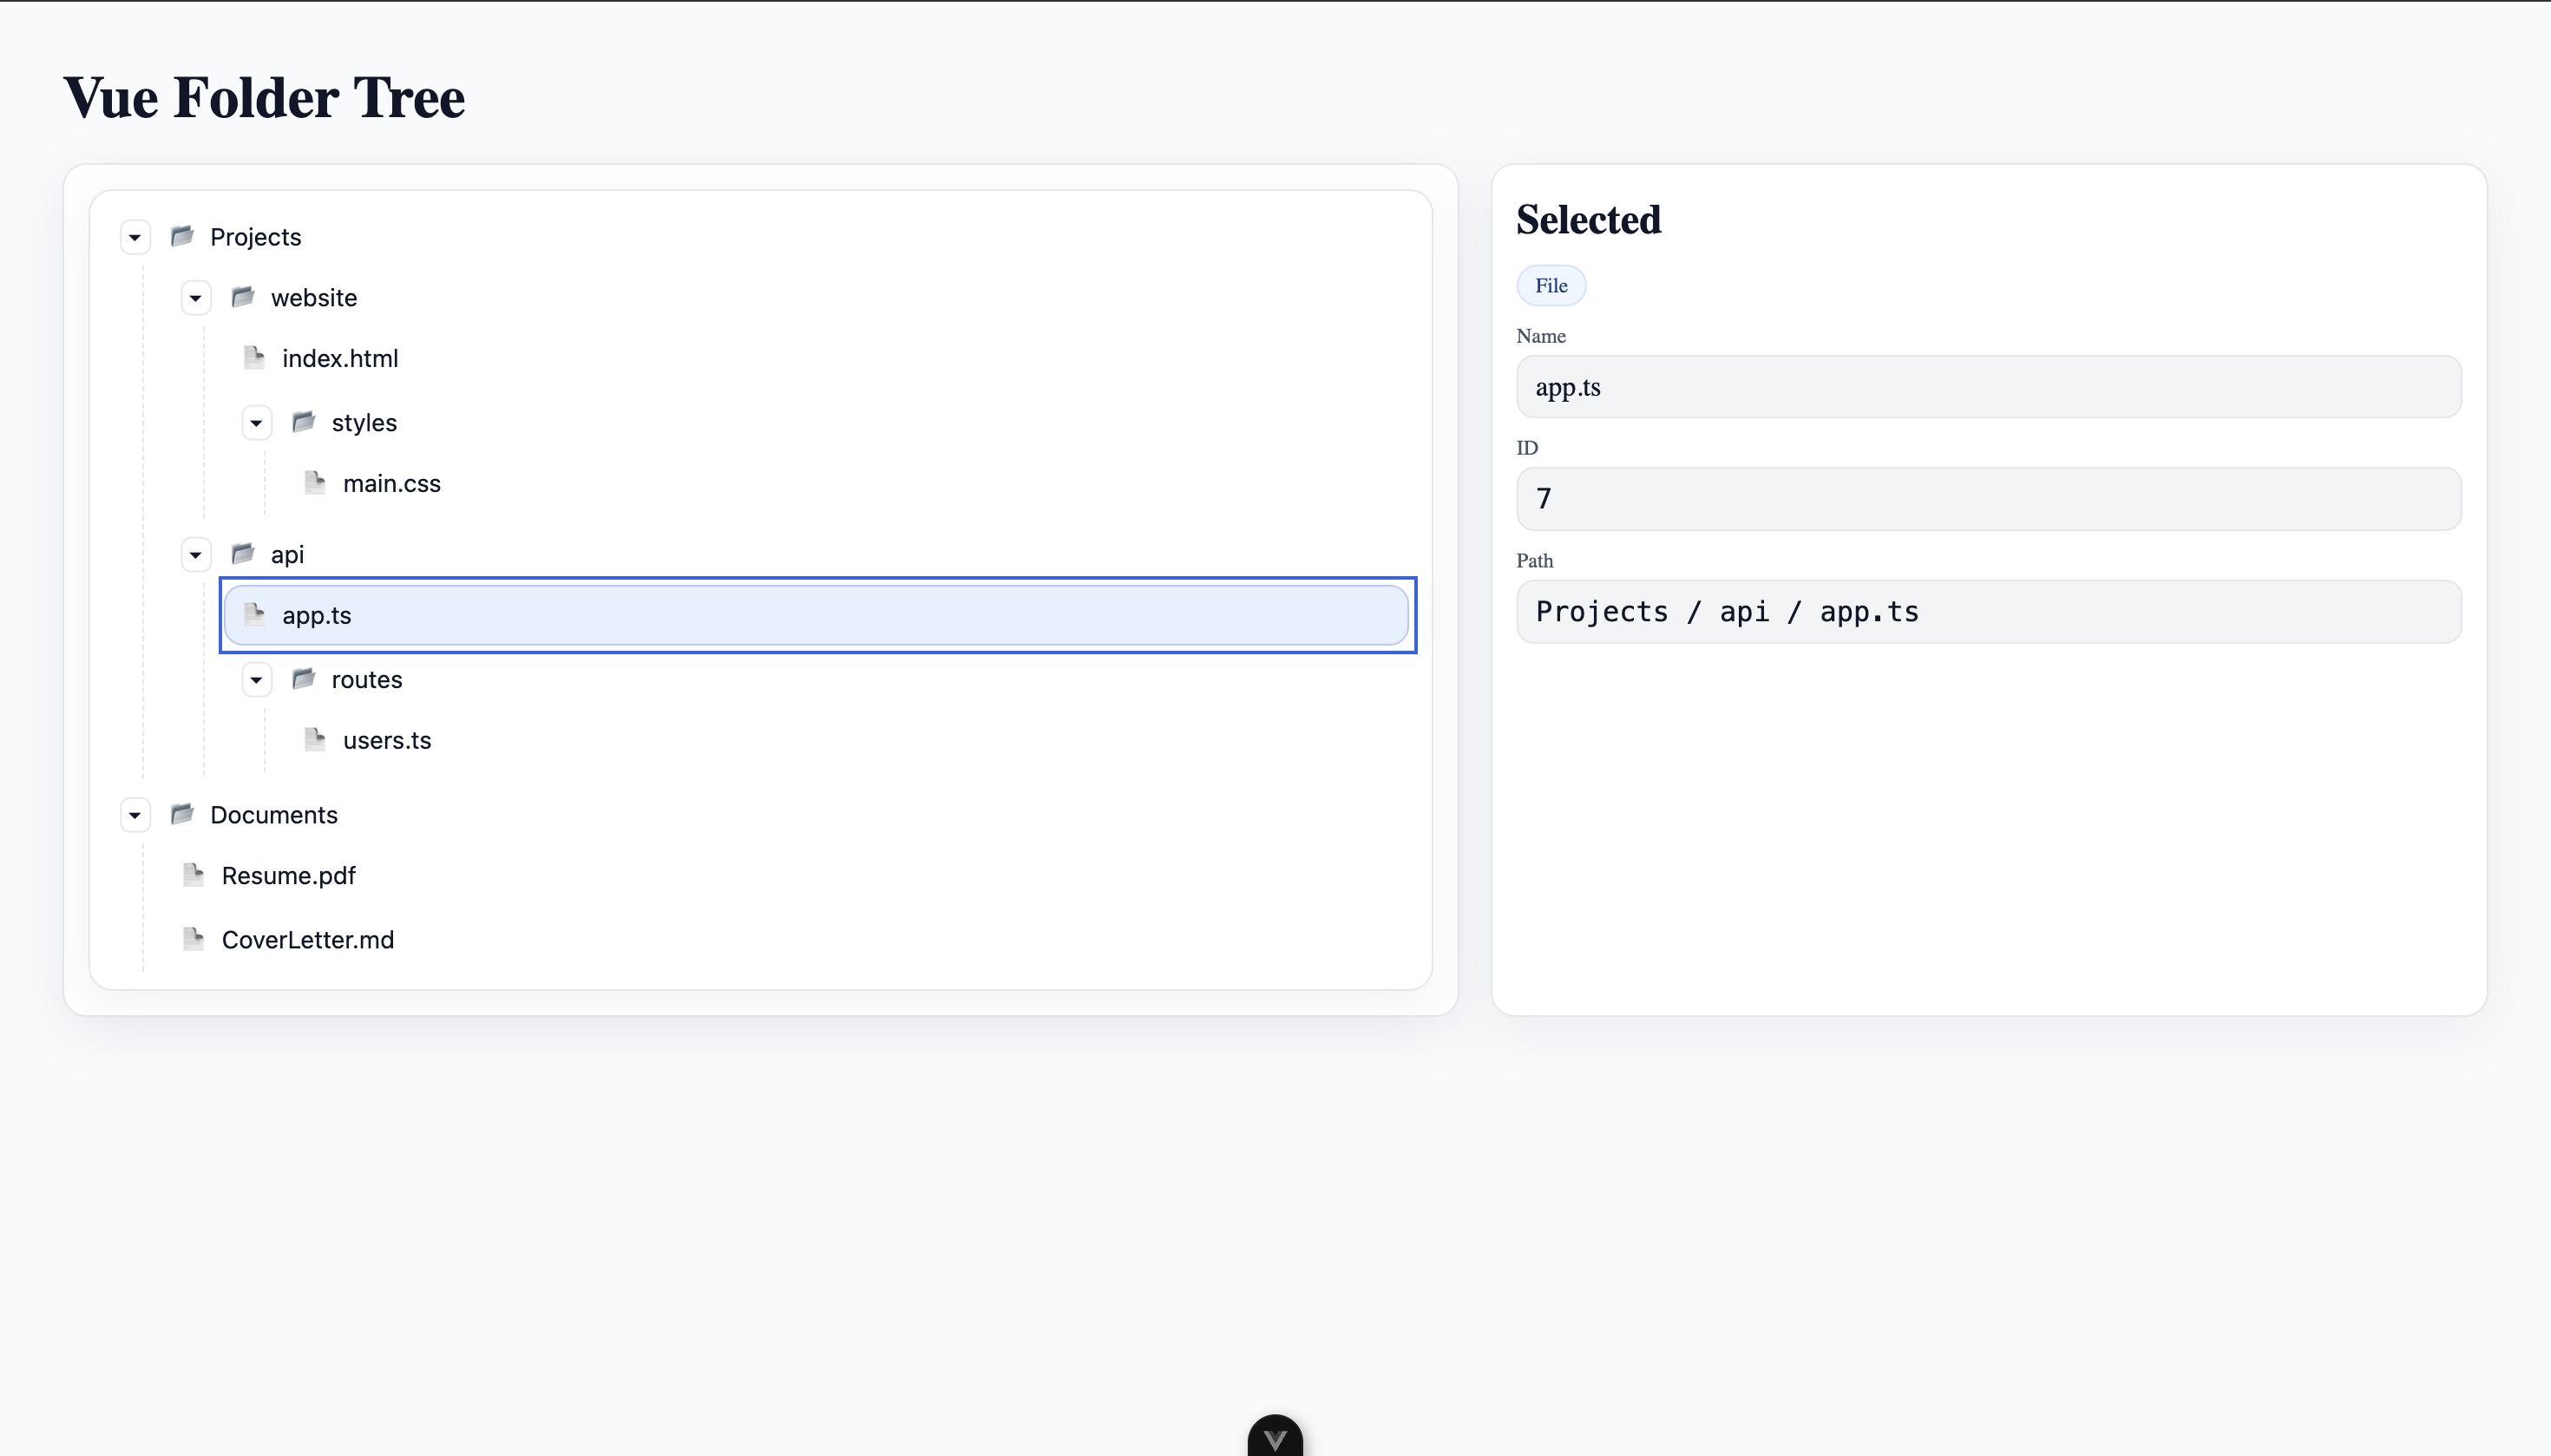 Vue Folder Tree
Projects
website
index.html
styles
main.css
api
app.ts
routes
users.ts
Documents
Resume.pdf
CoverLetter.md
Selected
File
Name
app.ts
ID
7
Path
Projects / api / app.ts